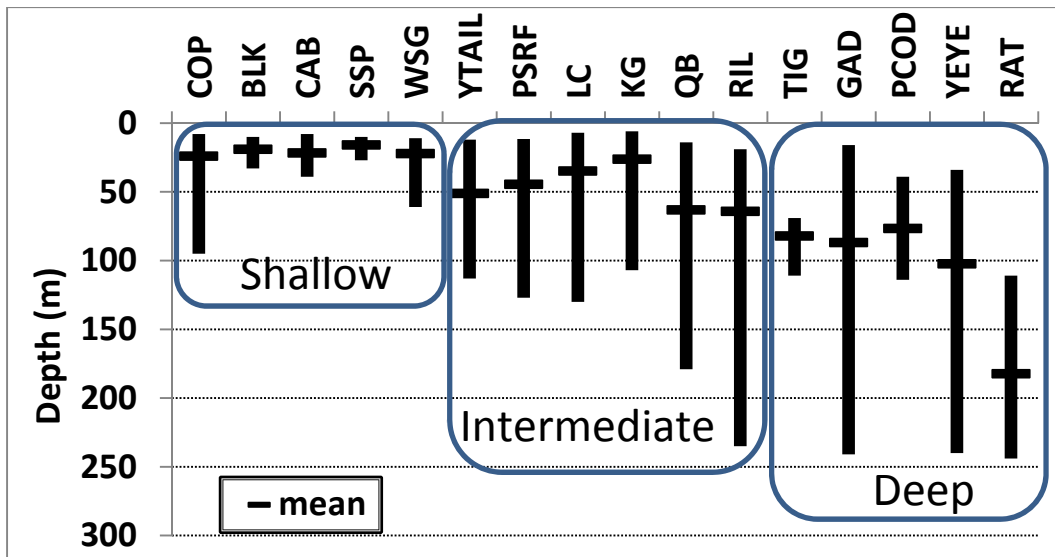 COP BLK CAB SSP WSG YTAIL PSRF LC KG QB RIL TIG GAD PCOD YEYE RAT
0
50
100
150
200
250
300
Depth (m)
Shallow
Intermediate
Deep
mean